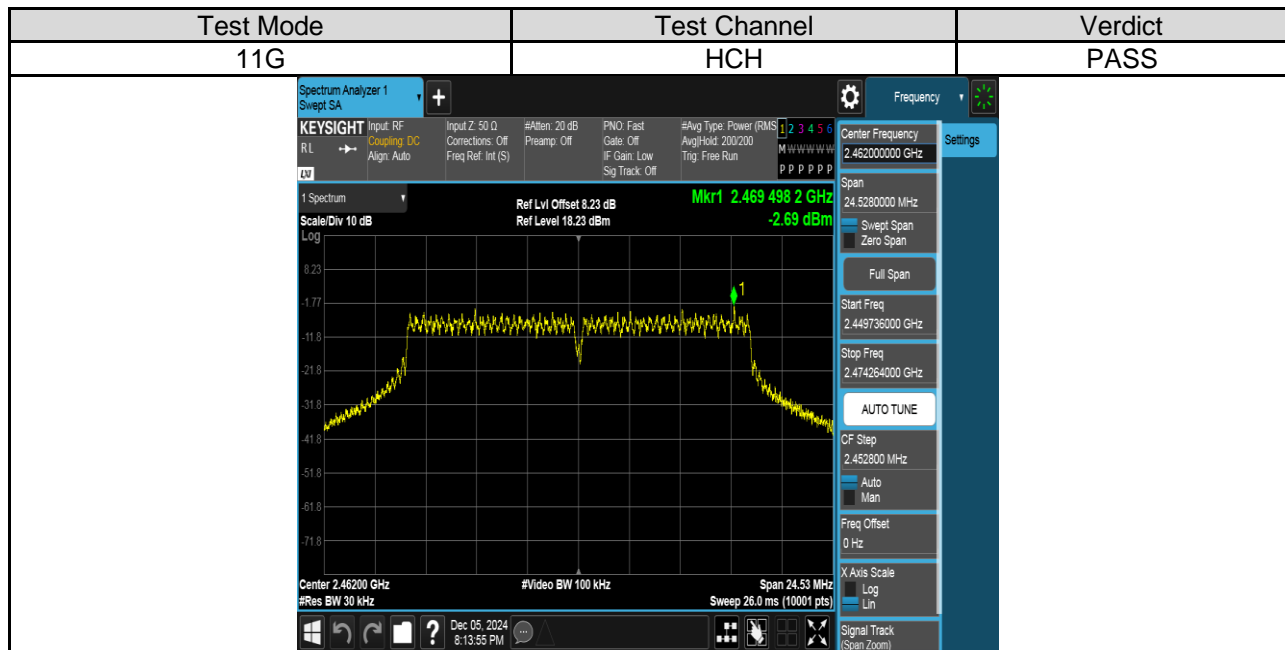 Test Mode Test Channel Verdict
11G HCH PASS
Spectrum Analyzer 1
Swept SA
+
Frequency
KEYSIGHT Input: RF Input Z: 50 Ω #Atten: 20 dB PNO: Fast #Avg Type: Power (RMS 1 2 3 4 5 6
RL Coupling: DC Corrections: Off Preamp: Off Gate: Off Avg|Hold: 200/200 M W W W W W
Align: Auto Freq Ref: Int (S) IF Gain: Low Trig: Free Run
LXI Sig Track: Off P P P P P P
Center Frequency
2.462000000 GHz
Settings
1 Spectrum
Ref Lvl Offset 8.23 dB
Mkr1 2.469 498 2 GHz
Scale/Div 10 dB Ref Level 18.23 dBm -2.69 dBm
Log
8.23
-1.77
-11.8
-21.8
-31.8
-41.8
-51.8
-61.8
-71.8
1
Center 2.46200 GHz #Video BW 100 kHz Span 24.53 MHz
#Res BW 30 kHz Sweep 26.0 ms (10001 pts)
Span
24.5280000 MHz
Swept Span
Zero Span
Full Span
Start Freq
2.449736000 GHz
Stop Freq
2.474264000 GHz
AUTO TUNE
CF Step
2.452800 MHz
Auto
Man
Freq Offset
0 Hz
X Axis Scale
Log
Lin
Signal Track
(Span Zoom)
? Dec 05, 2024
8:13:55 PM